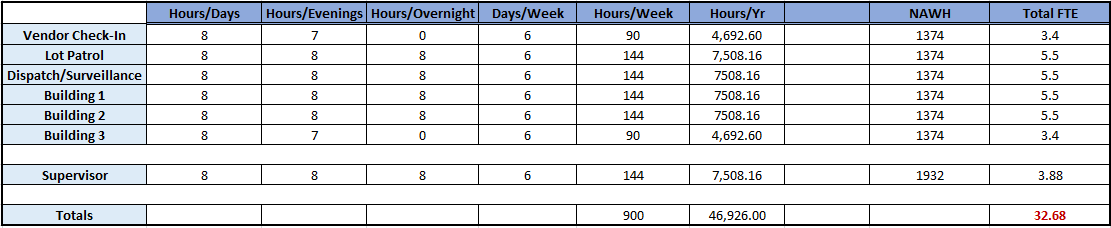 Hours/Days Hours/Evenings Hours/Overnight Days/Week Hours/Week Hours/Yr NAWH Total FTE
Vendor Check-In 8 7 0 6 90 4,692.60 1374 3.4
Lot Patrol 8 8 8 6 144 7,508.16 1374 5.5
Dispatch/Surveillance 8 8 8 6 144 7508.16 1374 5.5
Building 1 8 8 8 6 144 7508.16 1374 5.5
Building 2 8 8 8 6 144 7508.16 1374 5.5
Building 3 8 7 0 6 90 4,692.60 1374 3.4
Supervisor 8 8 8 6 144 7,508.16 1932 3.88
Totals 900 46,926.00 32.68